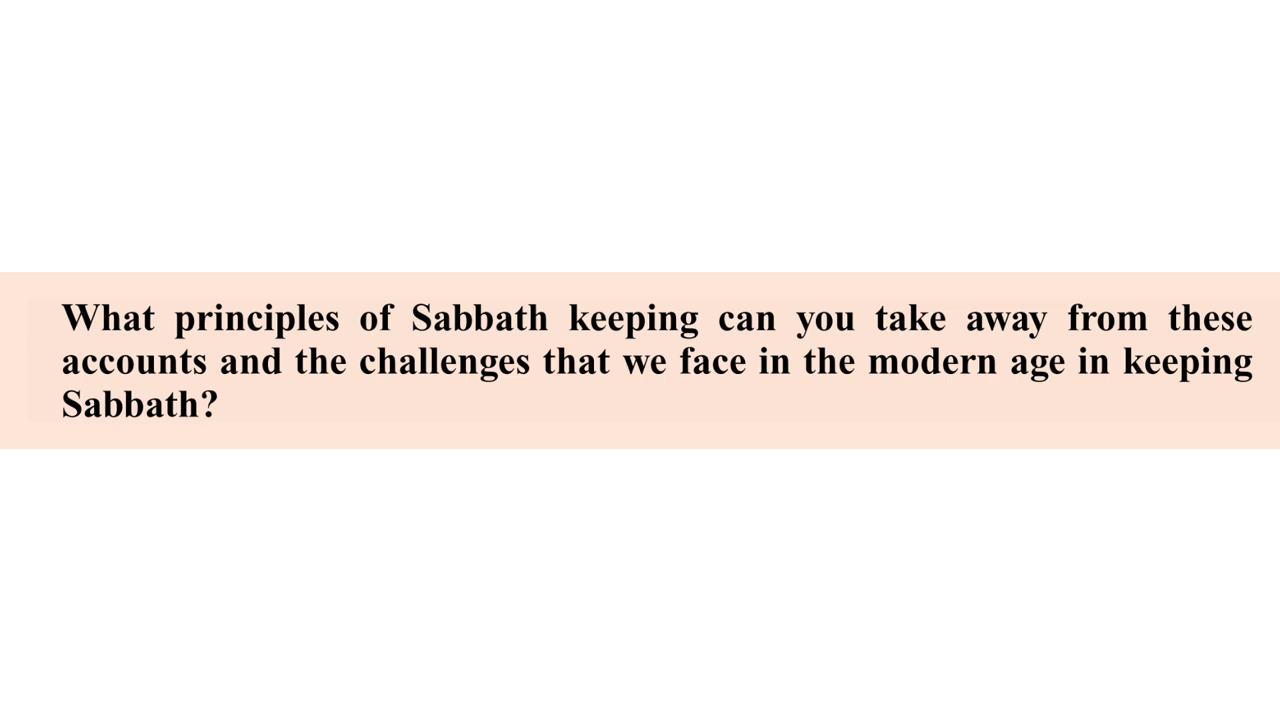 What principles of Sabbath keeping can you take away from these
accounts and the challenges that we face in the modern age in keeping
Sabbath?